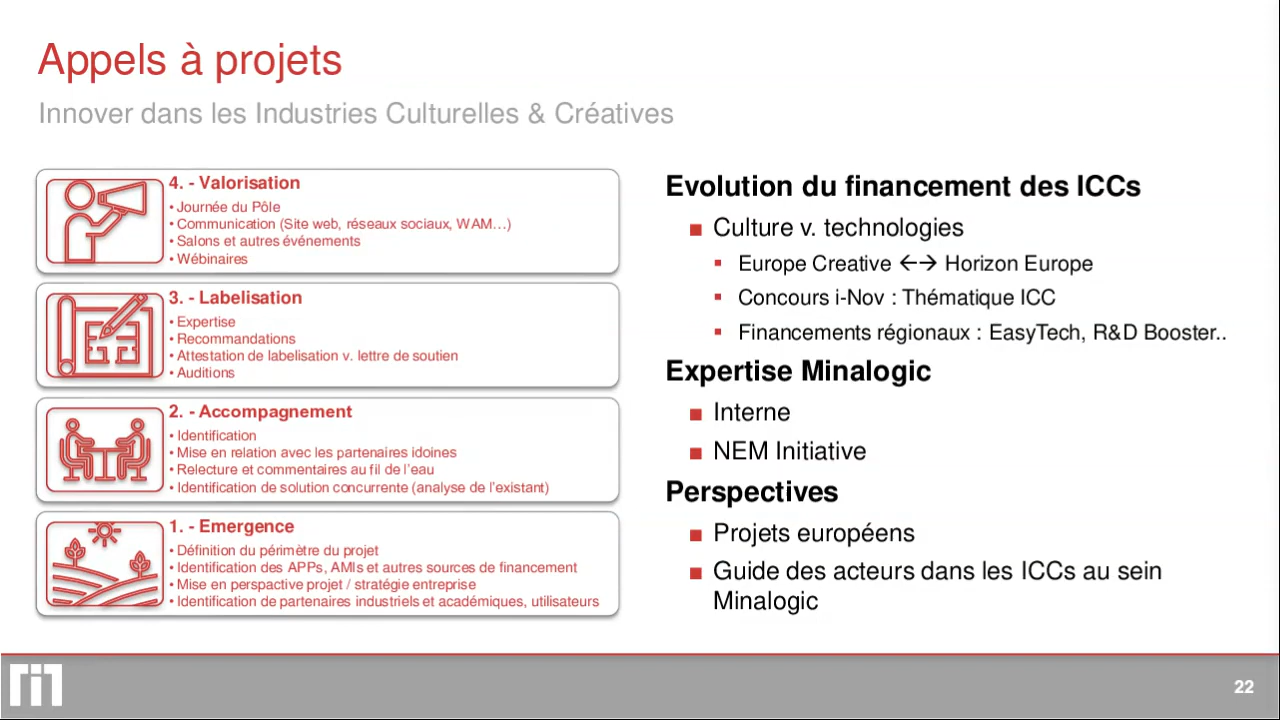 Appels à projets
Innover dans les Industries Culturelles & Créatives
4. - Valorisation
• Journée du Pôle
• Communication (Site web, réseaux sociaux, WAM…)
• Salons et autres événements
• Wébinaires
3. - Labelisation
• Expertise
• Recommandations
• Attestation de labelisation v. lettre de soutien
• Auditions
2. - Accompagnement
• Identification
• Mise en relation avec les partenaires idoines
• Relecture et commentaires au fil de l’eau
• Identification de solution concurrente (analyse de l’existant)
1. - Emergence
• Définition du périmètre du projet
• Identification des APPs, AMIs et autres sources de financement
• Mise en perspactive projet / stratégie entreprise
• Identification de partenaires industriels et académiques, utilisateurs
Evolution du financement des ICCs
■ Culture v. technologies
▪ Europe Creative ←→ Horizon Europe
▪ Concours i-Nov : Thématique ICC
▪ Financements régionaux : EasyTech, R&D Booster..
Expertise Minalogic
■ Interne
■ NEM Initiative
Perspectives
■ Projets européens
■ Guide des acteurs dans les ICCs au sein
Minalogic
22